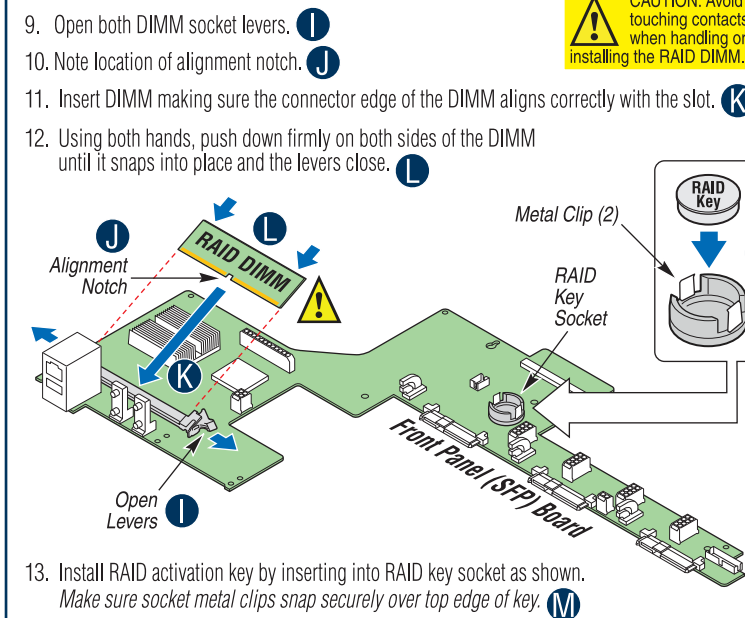 CAUTION: Avoid
touching contacts
when handling or
installing the RAID DIMM.
9. Open both DIMM socket levers. I
10. Note location of alignment notch. J
11. Insert DIMM making sure the connector edge of the DIMM aligns correctly with the slot. K
12. Using both hands, push down firmly on both sides of the DIMM
until it snaps into place and the levers close. L
RAID
Key
Metal Clip (2)
J
Alignment
Notch
L
RAID DIMM
!
RAID
Key
Socket
K
Front Panel (SFP) Board
Open
Levers
I
13. Install RAID activation key by inserting into RAID key socket as shown.
Make sure socket metal clips snap securely over top edge of key. M